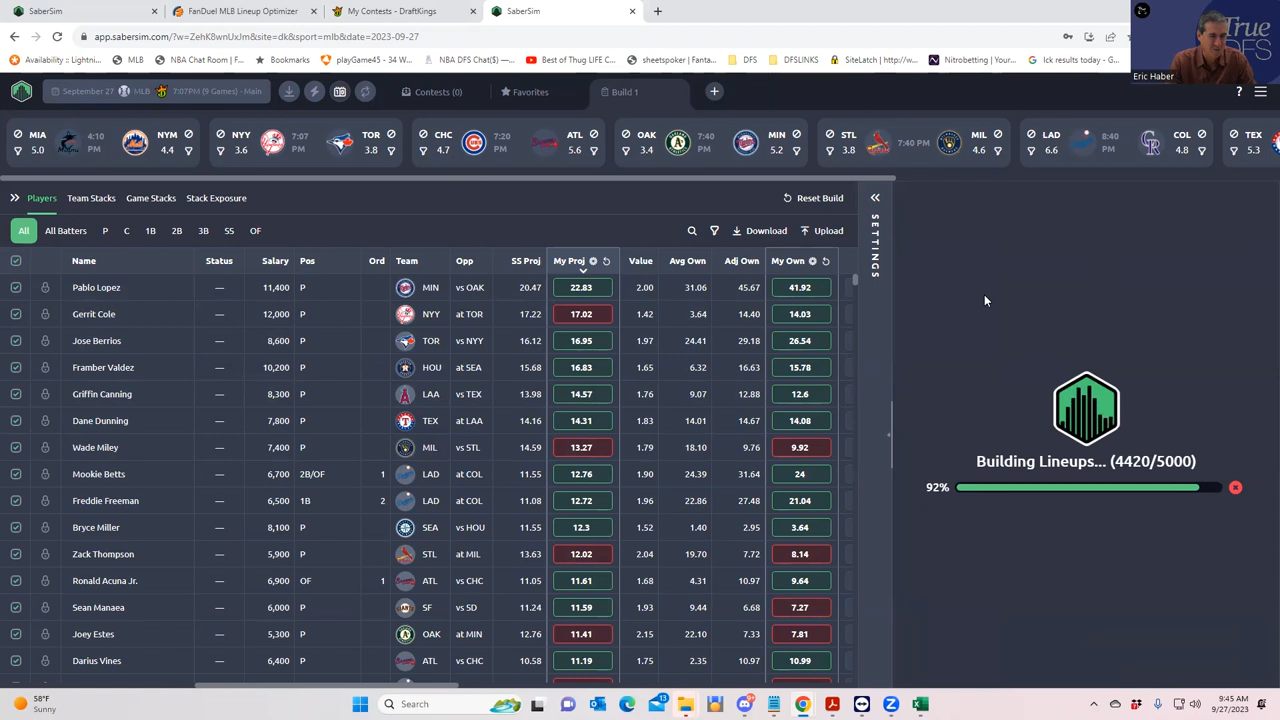 SaberSim
FanDuel MLB Lineup Optimizer
My Contests - DraftKings
SaberSim
app.sabersim.com/?w=ZehK8wnUxJm&site=dk&sport=mlb&date=2023-09-27
True
DFS
Availability :: Lightni...
MLB
NBA Chat Room | F...
playGame45 - 34 Wa...
NBA DFS Chat($) —...
Best of Thug LIFE C...
sheetspoker | Fanta...
DFS
DFSLINKS
SiteLatch | http://w...
Nitrobetting | Your...
lck results today - G...
Eric Haber
September 27
MLB
7:07PM (9 Games) - Main
Contests (0)
Favorites
Build 1
MIA 5.0 4:10 PM NYM 4.4
NYY 3.6 7:07 PM TOR 3.8
CHC 4.7 7:20 PM ATL
OAK 3.4 7:40 PM MIN 5.2
STL 3.8 7:40 PM MIL 4.6
LAD 6.6 8:40 PM COL 4.8
TEX 5.3
Players Team Stacks Game Stacks Stack Exposure Reset Build
All All Batters P C 1B 2B 3B SS OF Download Upload
SETTINGS
Name Status Salary Pos Ord Team Opp SS Proj My Proj Value Avg Own Adj Own My Own
Pablo Lopez — 11,400 P MIN vs OAK 20.47 22.83 2.00 31.06 45.67 41.92
Gerrit Cole — 12,000 P NYY at TOR 17.22 17.02 1.42 3.64 14.40 14.03
Jose Berrios — 8,600 P TOR vs NYY 16.12 16.95 1.97 24.41 29.18 26.54
Framber Valdez — 10,200 P HOU at SEA 15.68 16.83 1.65 6.32 16.63 15.78
Griffin Canning — 8,300 P LAA vs TEX 13.98 14.57 1.76 9.07 12.88 12.6
Dane Dunning — 7,800 P TEX at LAA 14.16 14.31 1.83 14.01 14.67 14.08
Wade Miley — 7,400 P MIL vs STL 14.59 13.27 1.79 18.10 9.76 9.92
Mookie Betts — 6,700 2B/OF 1 LAD at COL 11.55 12.76 1.90 24.39 31.64 24
Freddie Freeman — 6,500 1B 2 LAD at COL 11.08 12.72 1.96 22.86 27.48 21.04
Bryce Miller — 8,100 P SEA vs HOU 11.55 12.3 1.52 1.40 2.95 3.64
Zack Thompson — 5,900 P STL at MIL 13.63 12.02 2.04 19.70 7.72 8.14
Ronald Acuna Jr. — 6,900 OF 1 ATL vs CHC 11.05 11.61 1.68 4.31 10.97 9.64
Sean Manaea — 6,000 P SF vs SD 11.24 11.59 1.93 9.44 6.68 7.27
Joey Estes — 5,300 P OAK at MIN 12.76 11.41 2.15 22.10 7.33 7.81
Darius Vines — 6,400 P ATL vs CHC 10.58 11.19 1.75 2.35 10.97 10.99
Building Lineups... (4420/5000)
92%
58°F
Sunny
Search
13
9:45 AM
9/27/2023